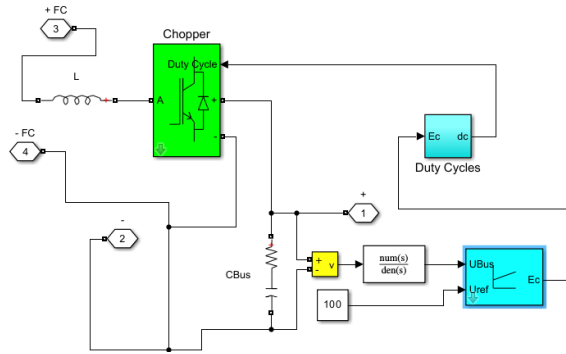 + FC
3
Chopper
Duty Cycle
L
A
+
-
- FC
4
Ec
dc
Duty Cycles
-
2
+
1
CBus
+
-
v
num(s)
den(s)
100
UBus
Uref
Ec